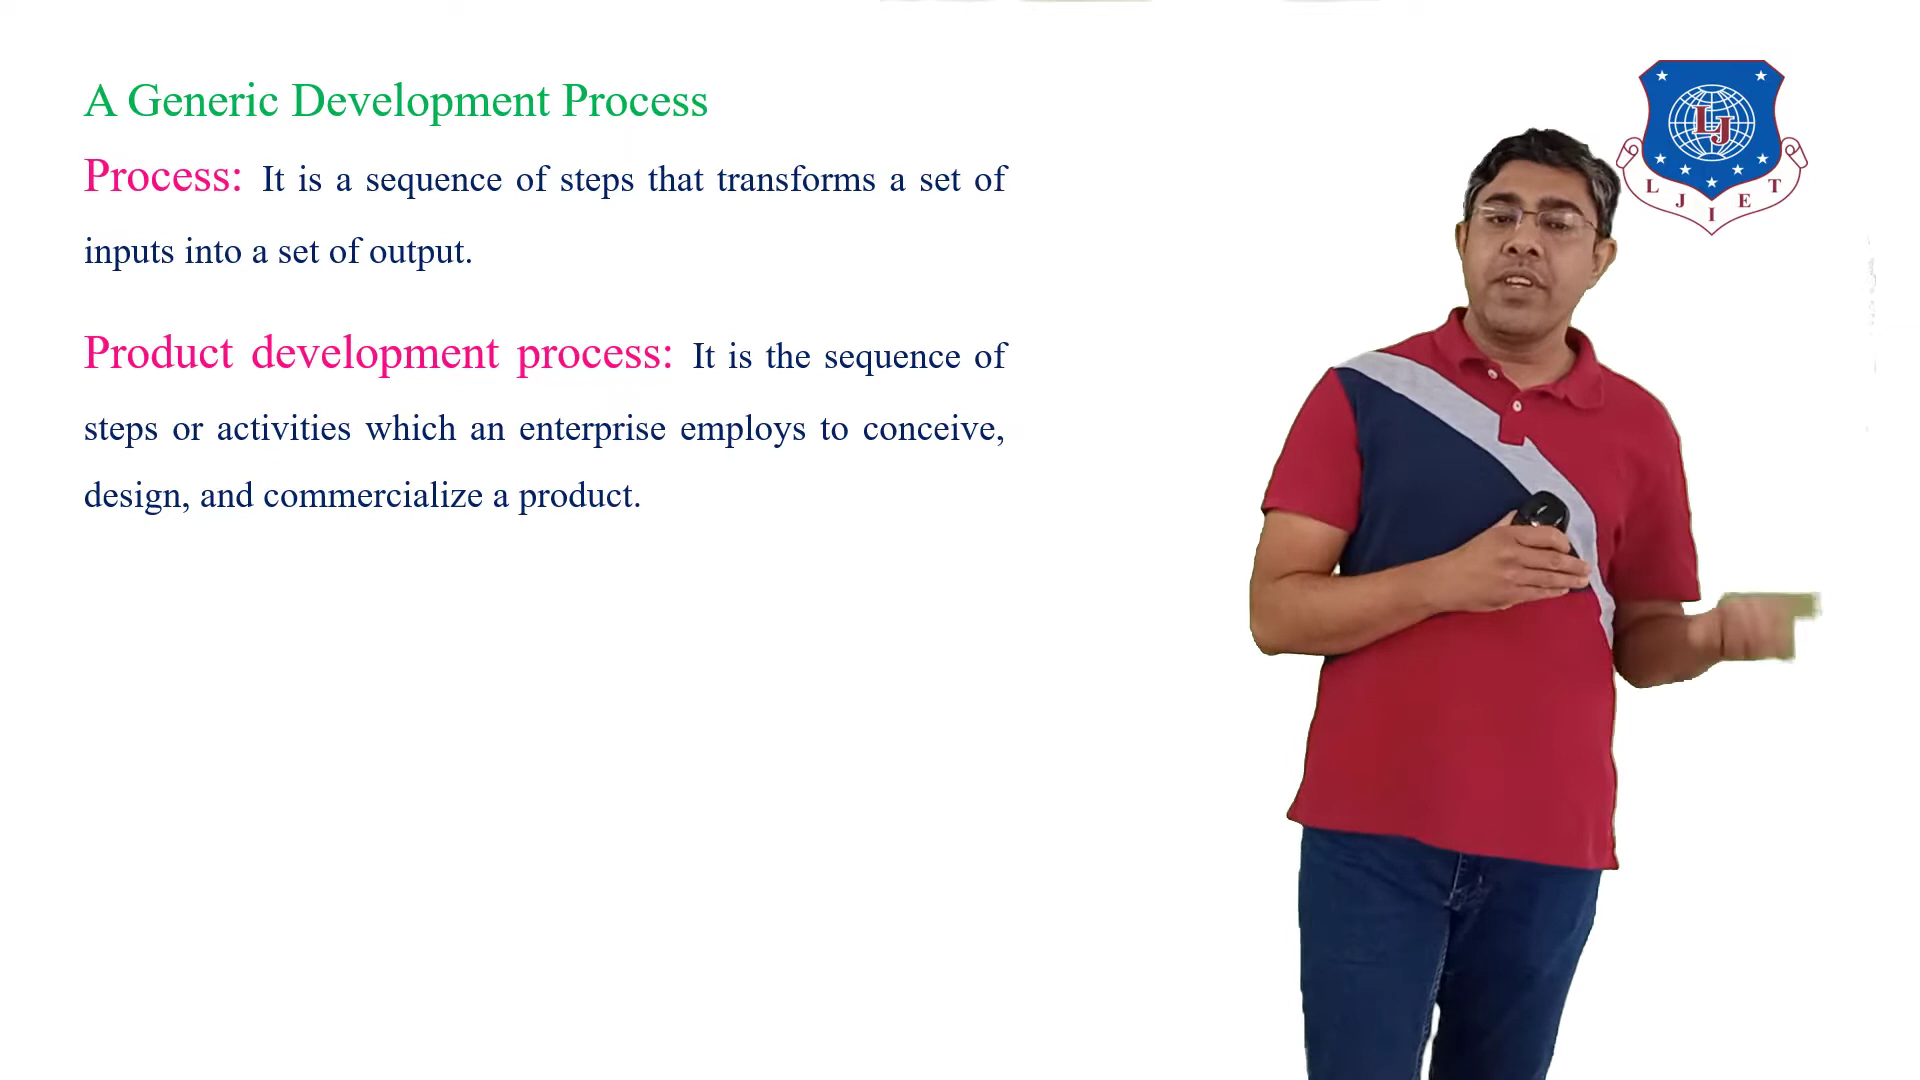 A Generic Development Process
Process: It is a sequence of steps that transforms a set of
inputs into a set of output.
Product development process: It is the sequence of
steps or activities which an enterprise employs to conceive,
design, and commercialize a product.
LJ
L J I E T